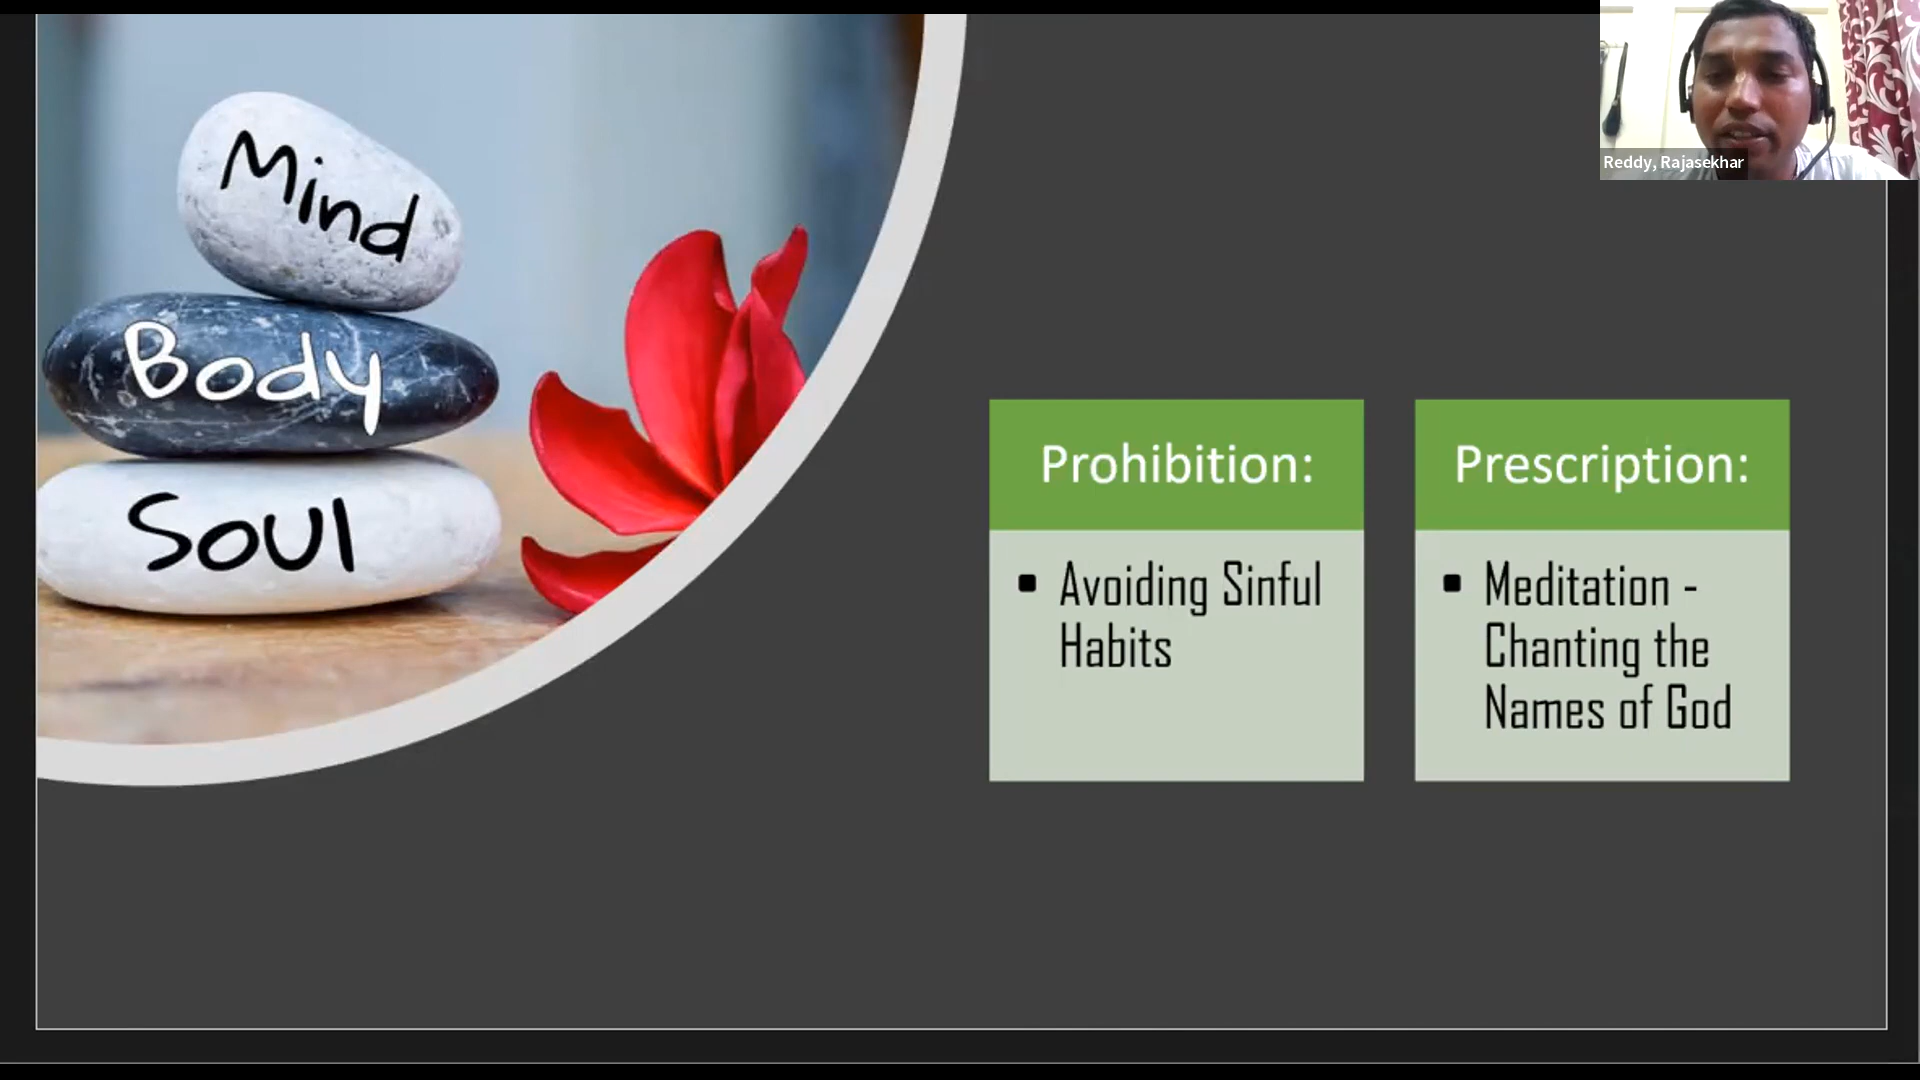 Mind
Body
Soul
Reddy, Rajasekhar
Prohibition:
▪ Avoiding Sinful
Habits
Prescription:
▪ Meditation -
Chanting the
Names of God